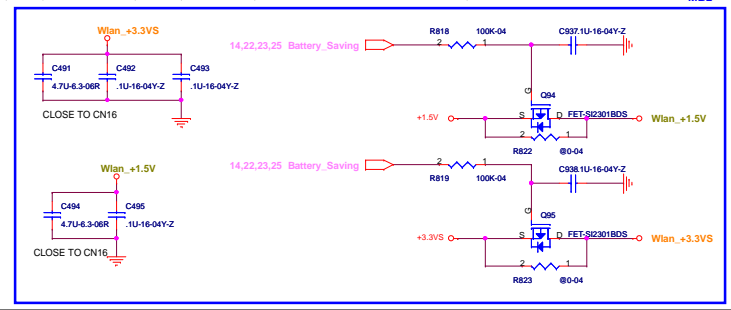 Wlan_+3.3VS
C491
4.7U-6.3-06R
C492
.1U-16-04Y-Z
C493
.1U-16-04Y-Z
CLOSE TO CN16
Wlan_+1.5V
C494
4.7U-6.3-06R
C495
.1U-16-04Y-Z
CLOSE TO CN16
14,22,23,25 Battery_Saving
R818
100K-04
2
1
C937.1U-16-04Y-Z
G
Q94
+1.5V
S
D
FET-SI2301BDS
Wlan_+1.5V
2
1
R822
@0-04
14,22,23,25 Battery_Saving
2
1
R819
100K-04
C938.1U-16-04Y-Z
G
Q95
+3.3VS
S
D
FET-SI2301BDS
Wlan_+3.3VS
2
1
R823
@0-04